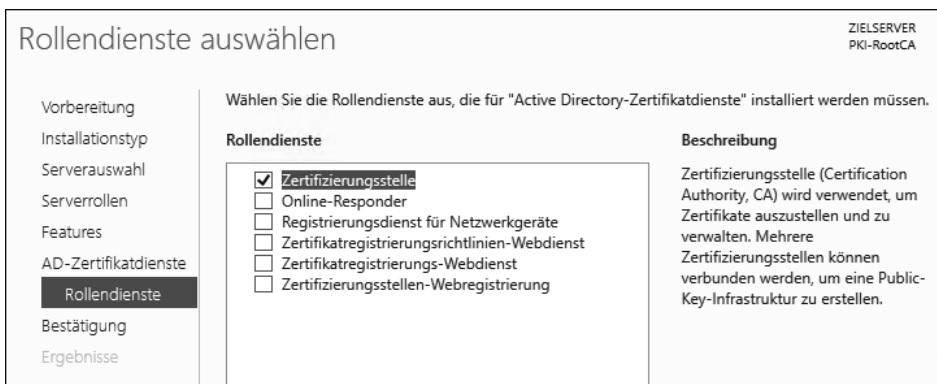 Rollendienste auswählen
ZIELSERVER
PKI-RootCA
Vorbereitung
Installationstyp
Serverauswahl
Serverrollen
Features
AD-Zertifikatdienste
Rollendienste
Bestätigung
Ergebnisse
Wählen Sie die Rollendienste aus, die für "Active Directory-Zertifikatdienste" installiert werden müssen.
Rollendienste
Zertifizierungsstelle
Online-Responder
Registrierungsdienst für Netzwerkgeräte
Zertifikatregistrierungsrichtlinien-Webdienst
Zertifikatregistrierungs-Webdienst
Zertifizierungsstellen-Webregistrierung
Beschreibung
Zertifizierungsstelle (Certification
Authority, CA) wird verwendet, um
Zertifikate auszustellen und zu
verwalten. Mehrere
Zertifizierungsstellen können
verbunden werden, um eine Public-
Key-Infrastruktur zu erstellen.